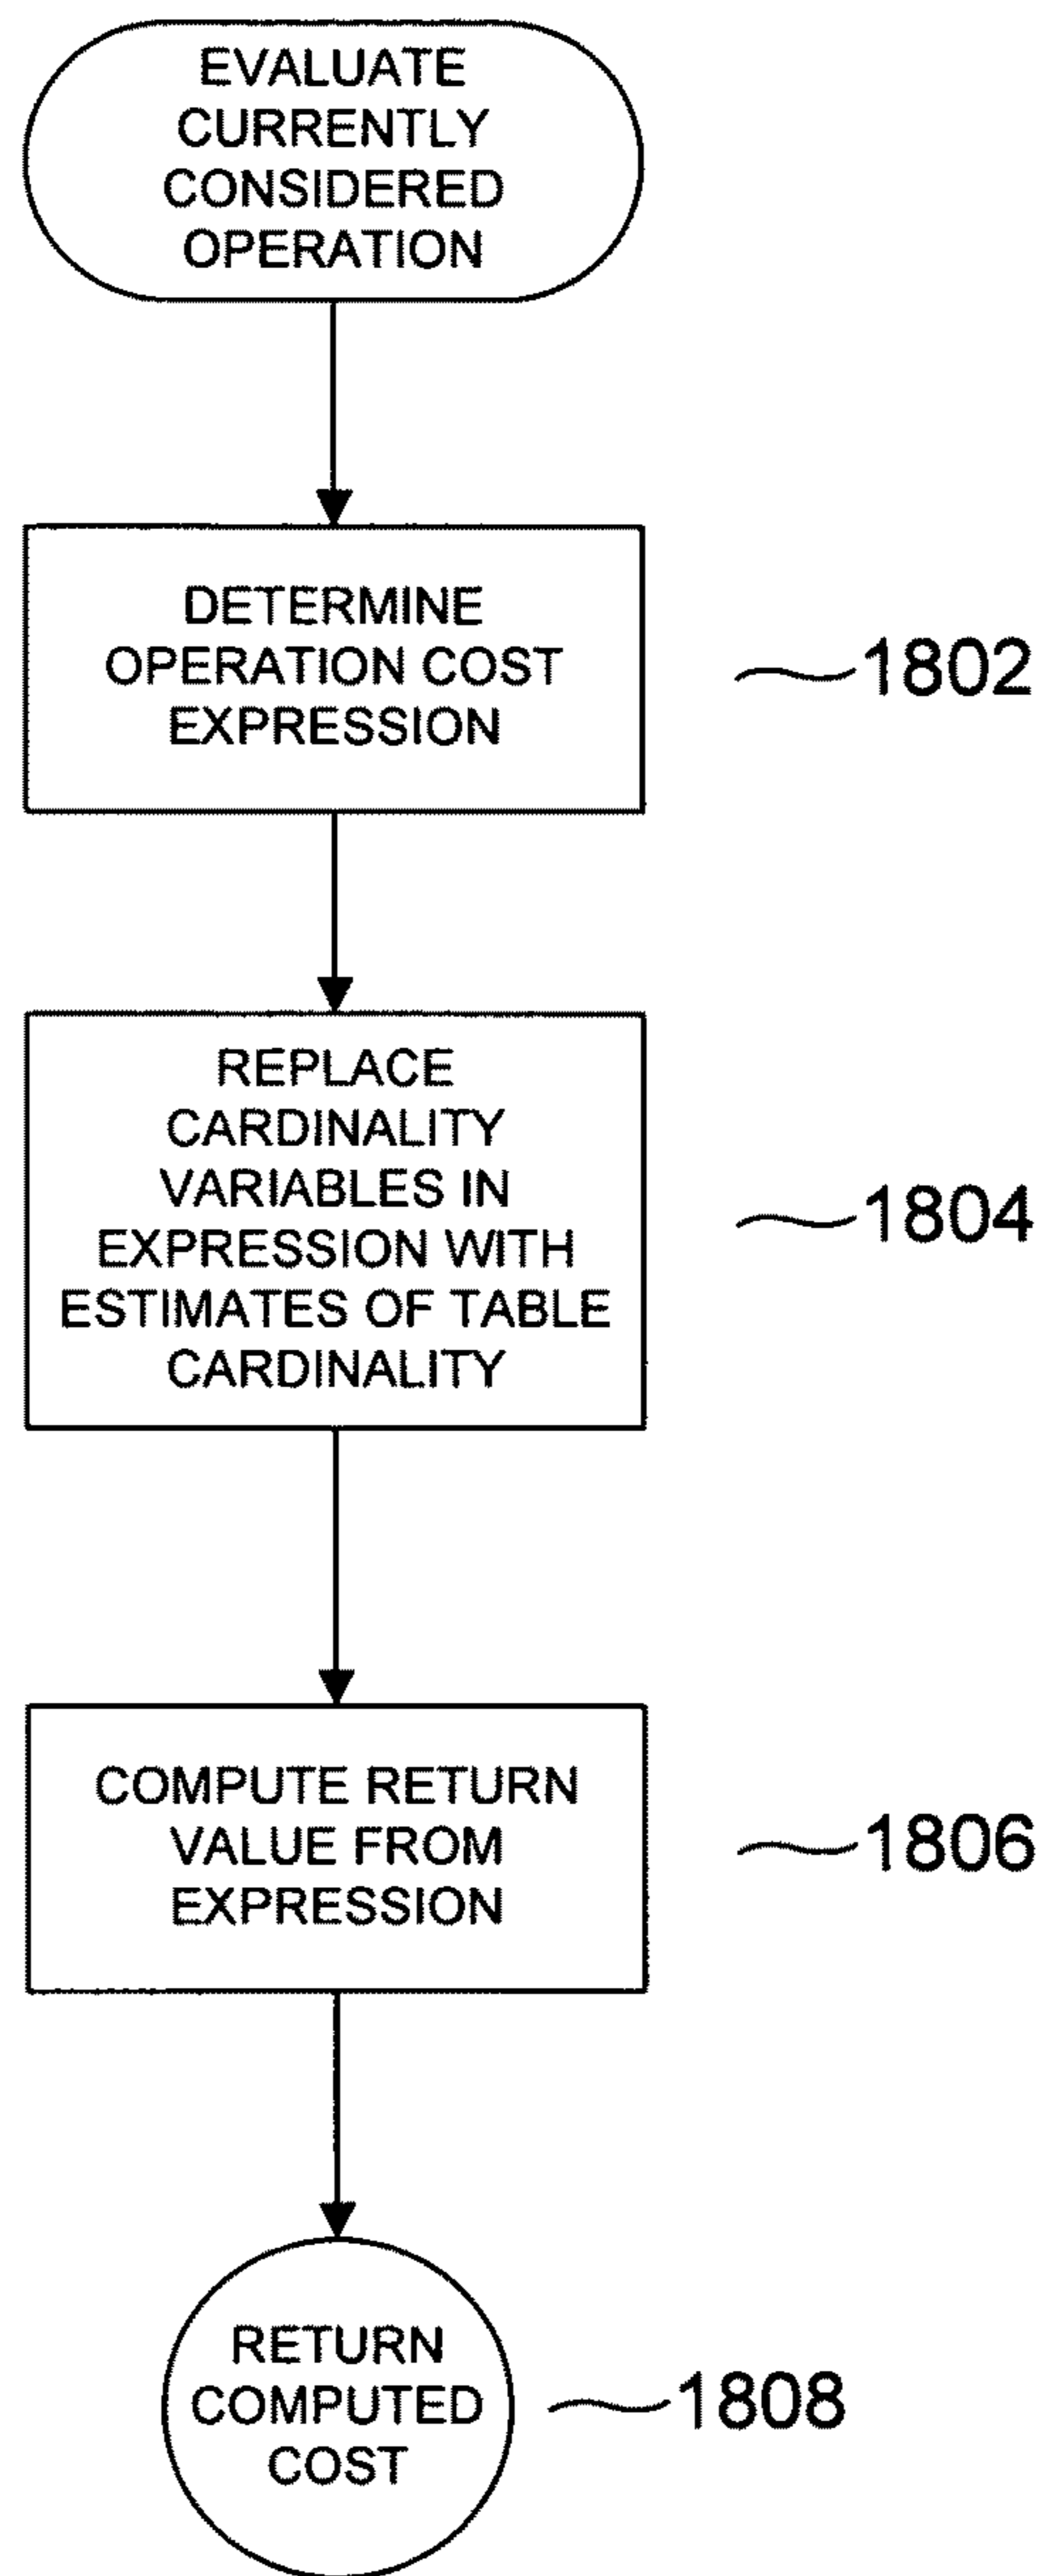 EVALUATE
CURRENTLY
CONSIDERED
OPERATION
DETERMINE
OPERATION COST
EXPRESSION
1802
REPLACE
CARDINALITY
VARIABLES IN
EXPRESSION WITH
ESTIMATES OF TABLE
CARDINALITY
1804
COMPUTE RETURN
VALUE FROM
EXPRESSION
1806
RETURN
COMPUTED
COST
1808